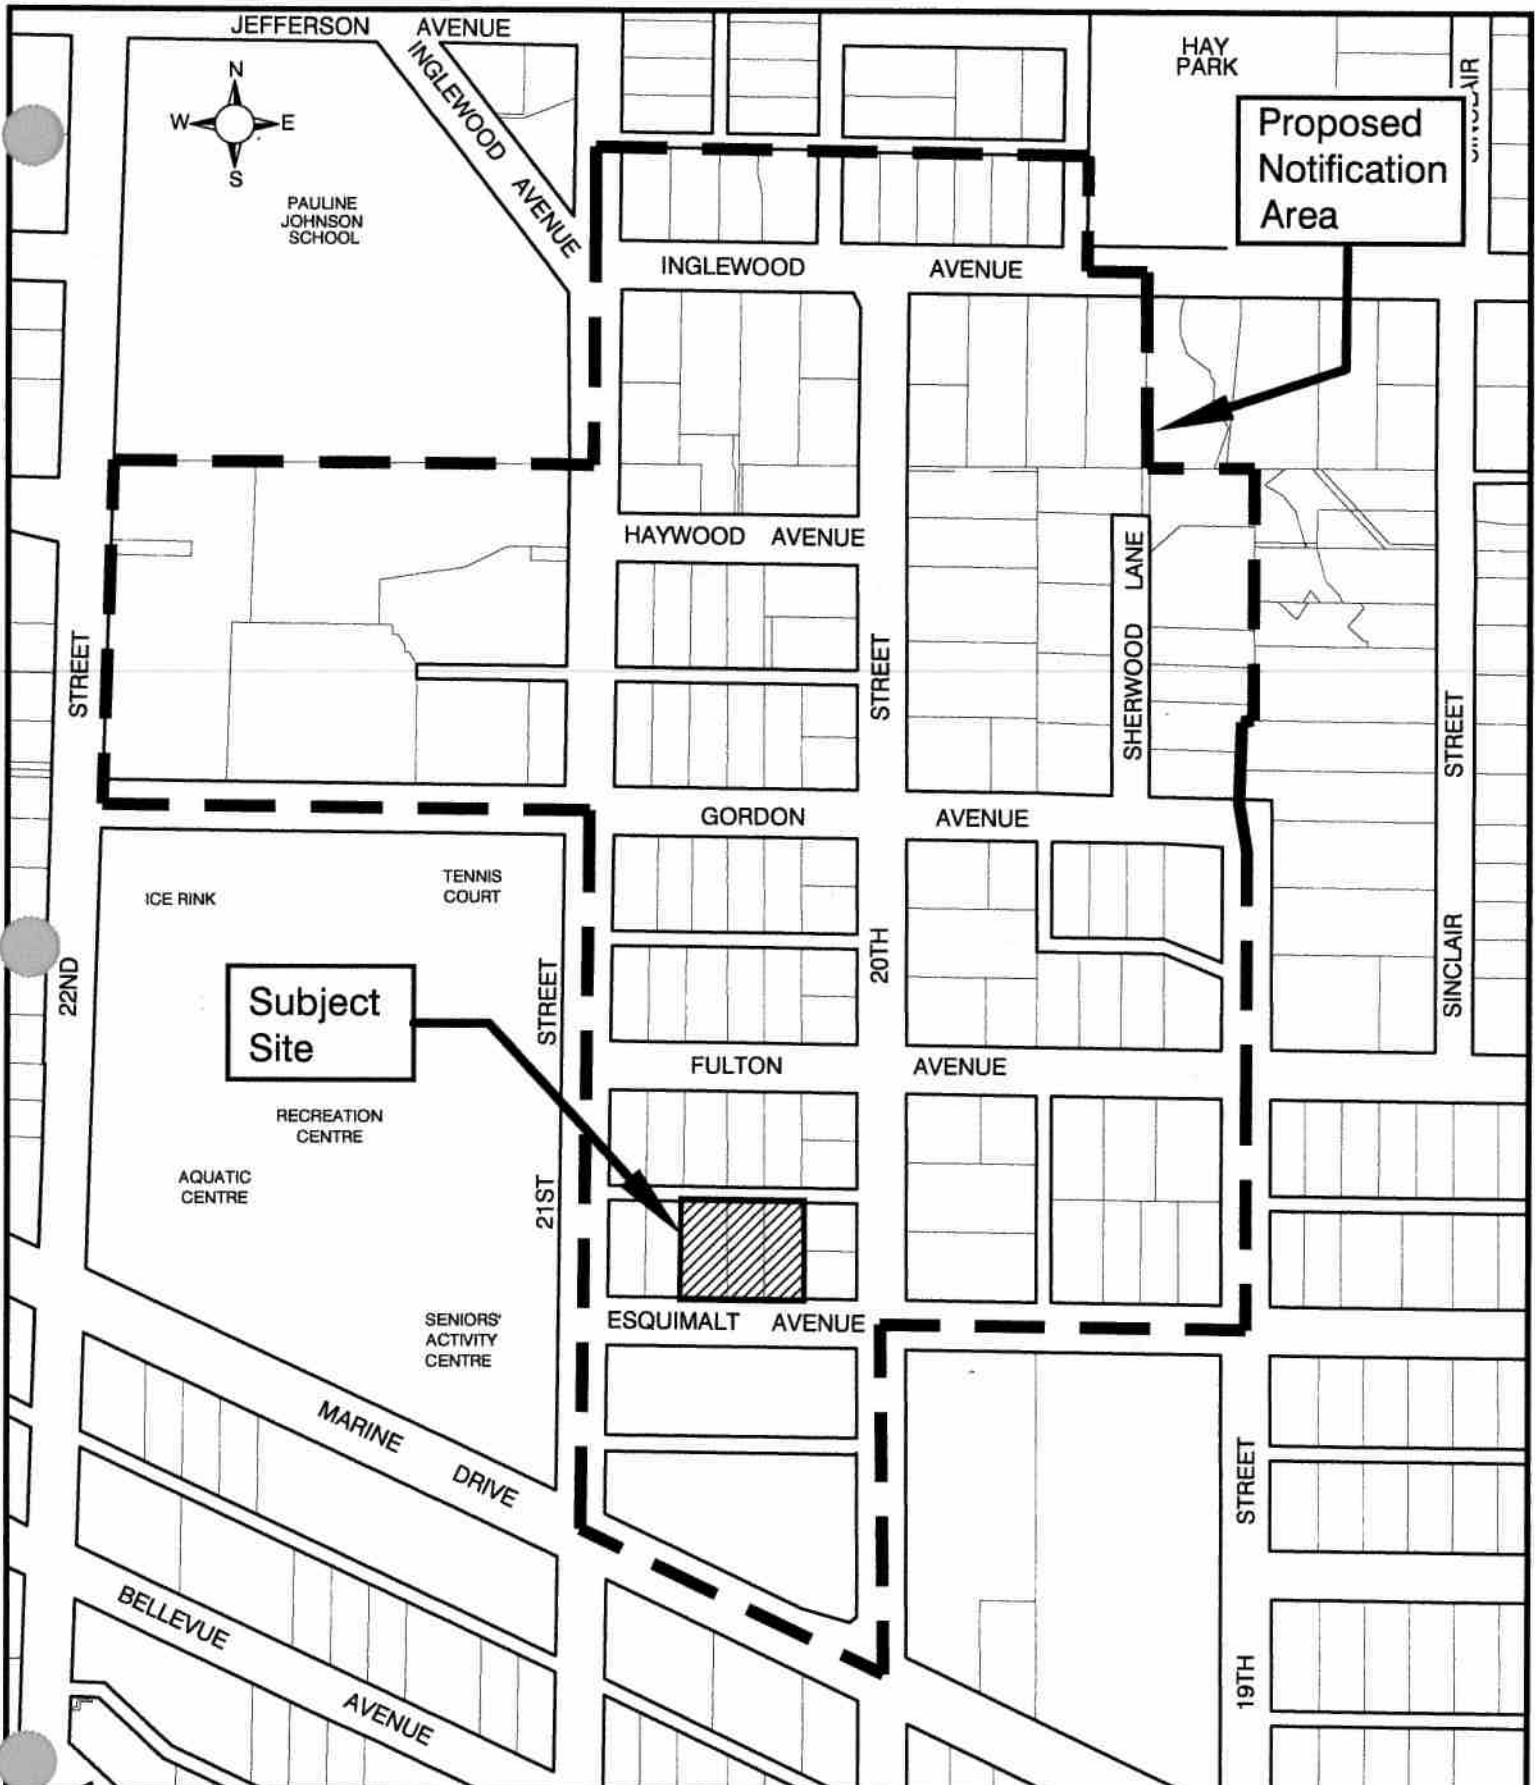 JEFFERSON AVENUE
INGLEWOOD AVENUE
HAY
PARK
N
W E
S
Proposed
Notification
Area
PAULINE
JOHNSON
SCHOOL
INGLEWOOD AVENUE
HAYWOOD AVENUE
SHERWOOD LANE
STREET
STREET
STREET
GORDON AVENUE
ICE RINK
TENNIS
COURT
22ND
STREET
20TH
SINCLAIR
Subject
Site
FULTON AVENUE
RECREATION
CENTRE
AQUATIC
CENTRE
21ST
SENIORS'
ACTIVITY
CENTRE
ESQUIMALT AVENUE
MARINE DRIVE
STREET
BELLEVUE AVENUE
19TH